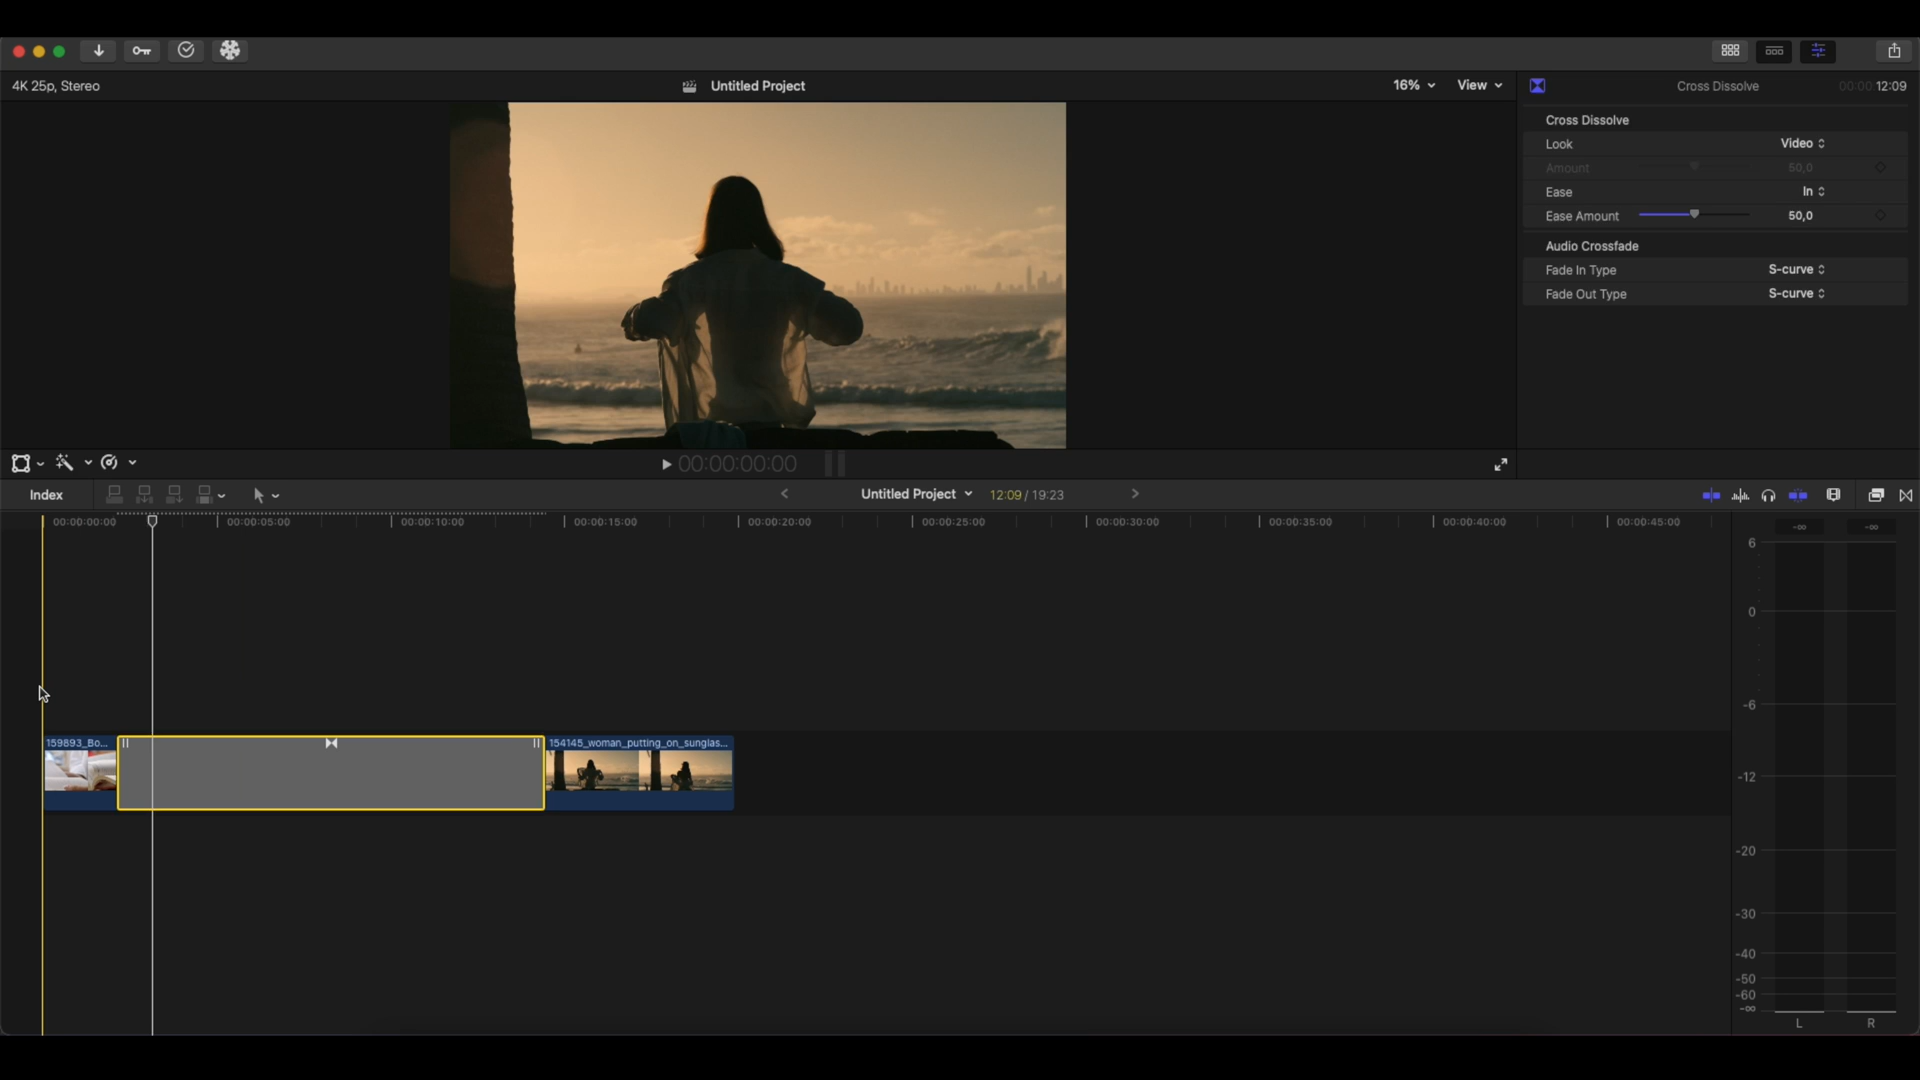 4K 25p, Stereo
Untitled Project
16%
View
Cross Dissolve
00:00:12:09
Cross Dissolve
Look
Video
Amount
50,0
Ease
In
Ease Amount
50,0
Audio Crossfade
Fade In Type
S-curve
Fade Out Type
S-curve
00:00:00:00
Index
Untitled Project
12:09 / 19:23
00:00:00:00
00:00:05:00
00:00:10:00
00:00:15:00
00:00:20:00
00:00:25:00
00:00:30:00
00:00:35:00
00:00:40:00
00:00:45:00
-∞
-∞
6
0
-6
-12
-20
-30
-40
-50
-60
-∞
L
R
159893_Bo...
154145_woman_putting_on_sunglas...